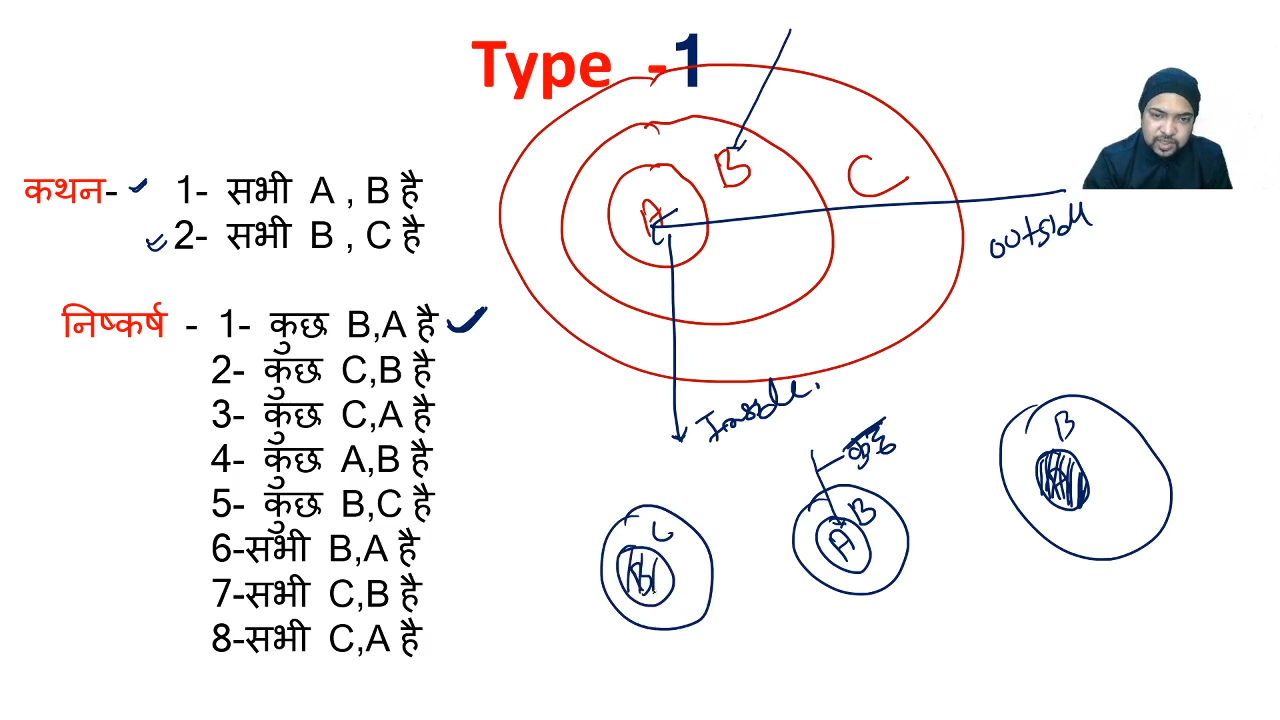 Type -1
कथन- 1- सभी A , B है
2- सभी B , C है
निष्कर्ष - 1- कुछ B,A है
2- कुछ C,B है
3- कुछ C,A है
4- कुछ A,B है
5- कुछ B,C है
6-सभी B,A है
7-सभी C,B है
8-सभी C,A है
A B C
outside
Inside.
कुछ
B
A B
C
B